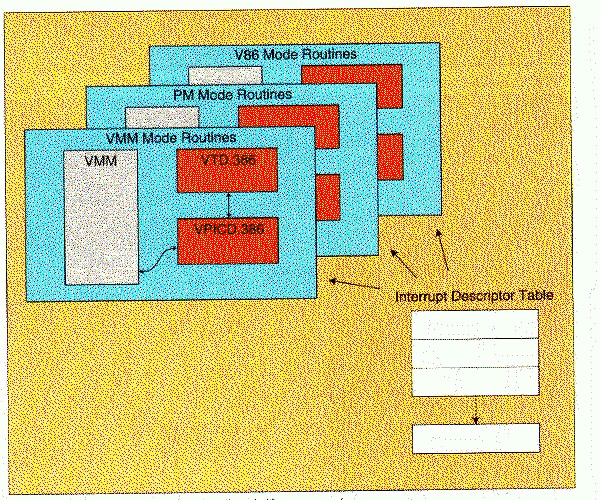 V86 Mode Routines
PM Mode Routines
VMM Mode Routines
VMM
VTD.386
VPICD.386
Interrupt Descriptor Table